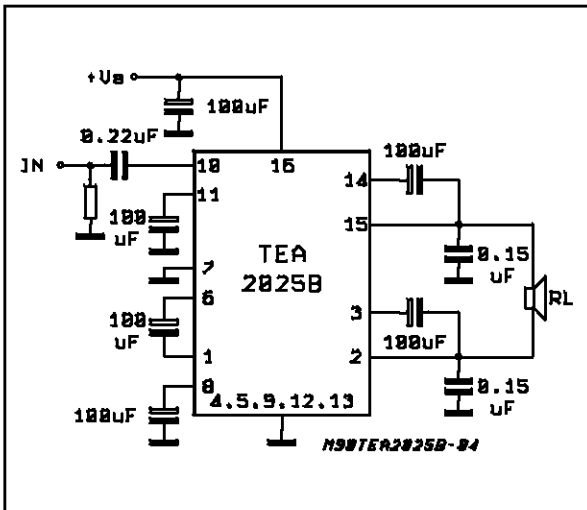 +Vs
100uF
0.22uF
IN
10
16
100uF
14
11
100
uF
15
TEA
2025B
0.15
uF
7
6
3
RL
100
uF
100uF
1
2
8
0.15
uF
100uF
4.5.9.12.13
M90TEA2025B-04